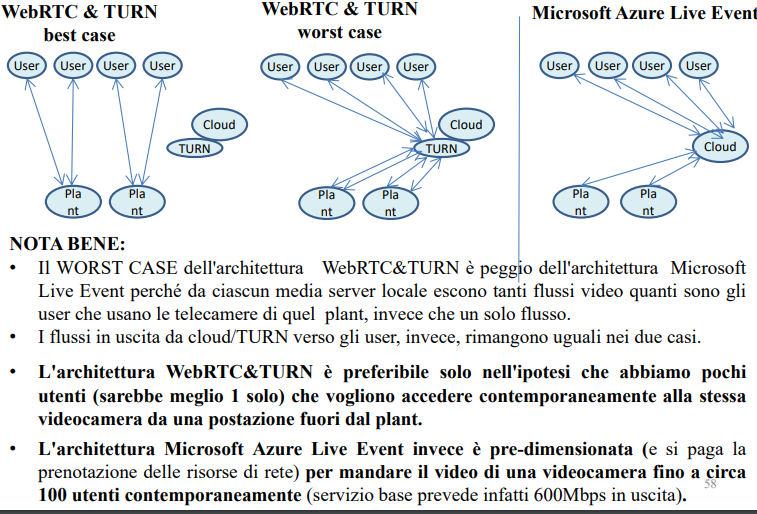 WebRTC & TURN
best case
WebRTC & TURN
worst case
Microsoft Azure Live Event
User User User User
User User User User
User User User User
Cloud
TURN
Cloud
TURN
Cloud
Pla
nt
Pla
nt
Pla
nt
Pla
nt
Pla
nt
Pla
nt
NOTA BENE:
• Il WORST CASE dell'architettura WebRTC&TURN è peggio dell'architettura Microsoft
Live Event perché da ciascun media server locale escono tanti flussi video quanti sono gli
user che usano le telecamere di quel plant, invece che un solo flusso.
• I flussi in uscita da cloud/TURN verso gli user, invece, rimangono uguali nei due casi.
• L'architettura WebRTC&TURN è preferibile solo nell'ipotesi che abbiamo pochi
utenti (sarebbe meglio 1 solo) che vogliono accedere contemporaneamente alla stessa
videocamera da una postazione fuori dal plant.
• L'architettura Microsoft Azure Live Event invece è pre-dimensionata (e si paga la
prenotazione delle risorse di rete) per mandare il video di una videocamera fino a circa
100 utenti contemporaneamente (servizio base prevede infatti 600Mbps in uscita).
58